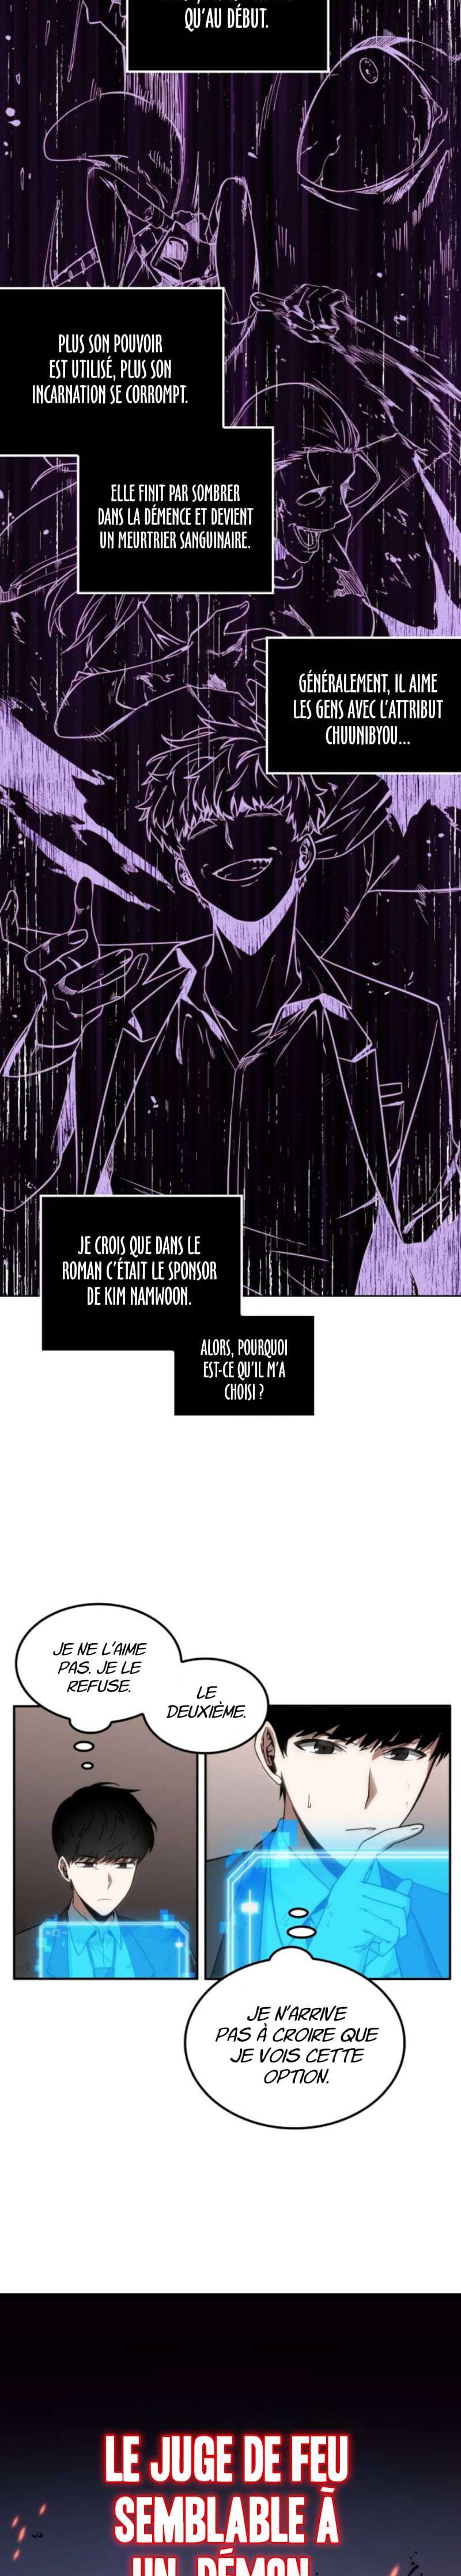 QU'AU DÉBUT.
PLUS SON POUVOIR
EST UTILISÉ, PLUS SON
INCARNATION SE CORROMPT.
ELLE FINIT PAR SOMBRER
DANS LA DÉMENCE ET DEVIENT
UN MEURTRIER SANGUINAIRE.
GÉNÉRALEMENT, IL AIME
LES GENS AVEC L'ATTRIBUT
CHUUNIBYOU...
JE CROIS QUE DANS LE
ROMAN C'ÉTAIT LE SPONSOR
DE KIM NAMWOON.
ALORS, POURQUOI
EST-CE QU'IL M'A
CHOISI ?
JE NE L'AIME
PAS. JE LE
REFUSE.
LE
DEUXIÈME.
JE N'ARRIVE
PAS À CROIRE QUE
JE VOIS CETTE
OPTION.
LE JUGE DE FEU
SEMBLABLE À
UN DÉMON